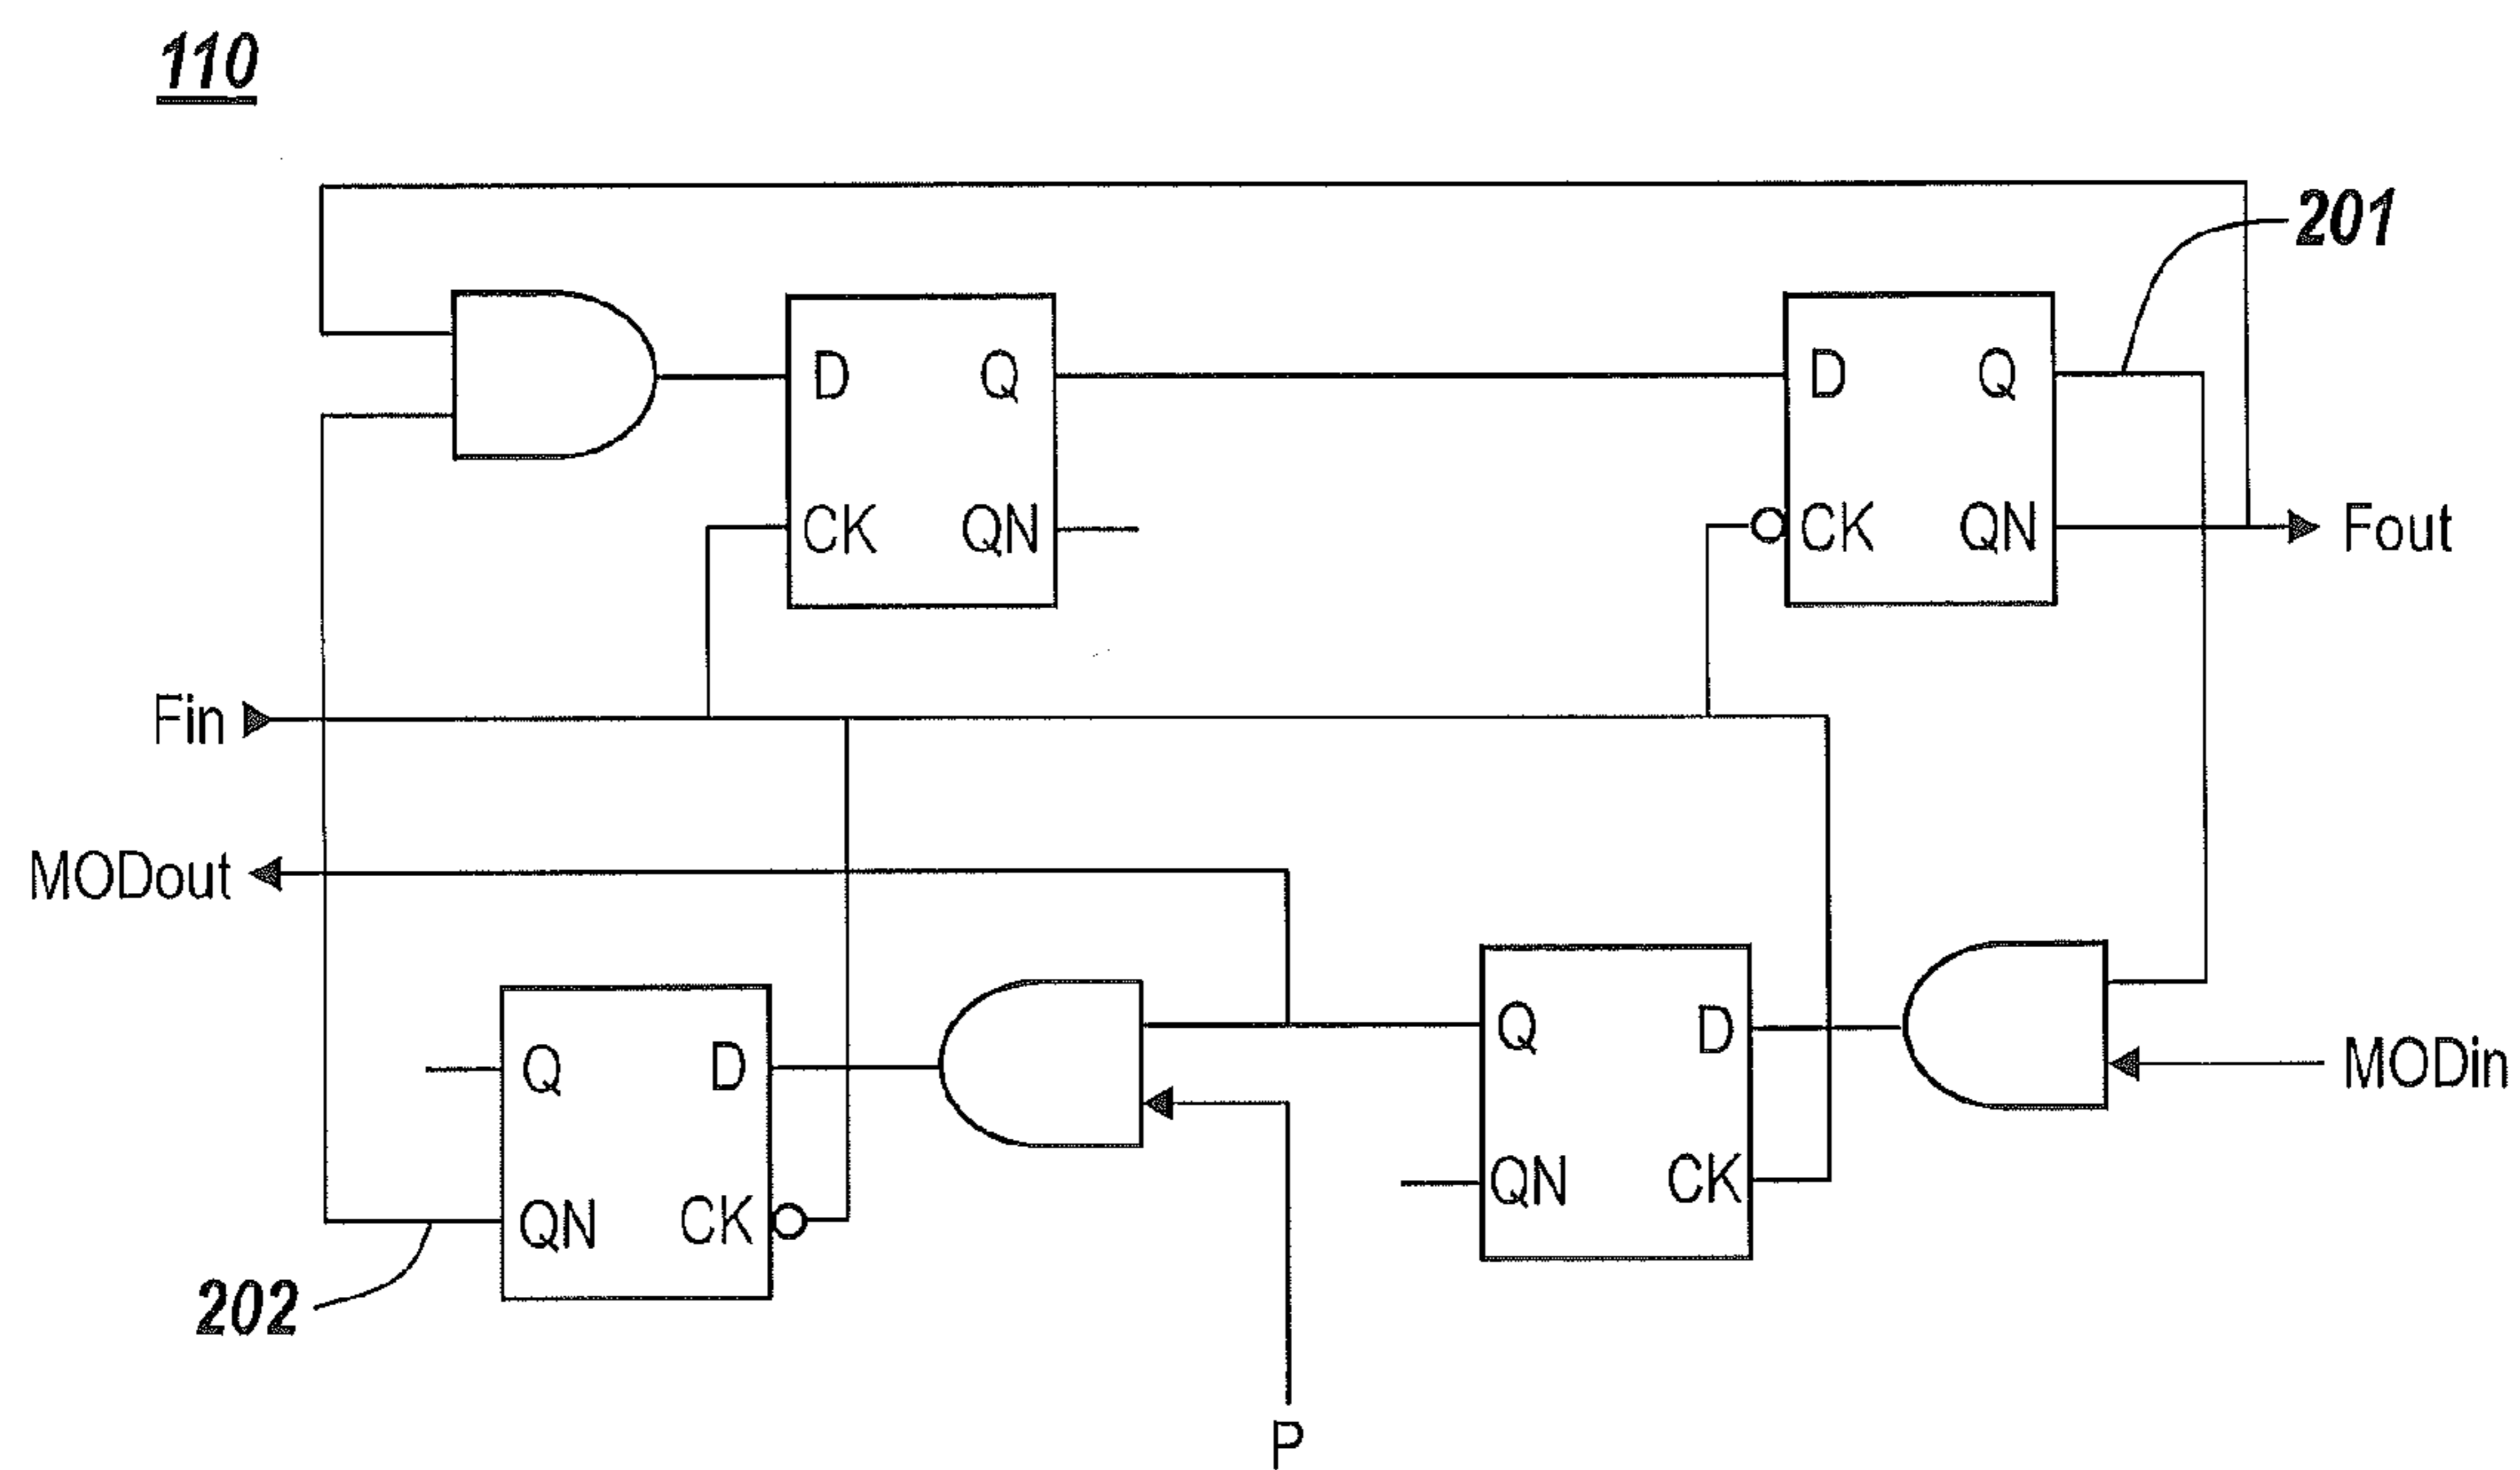 110
201
D Q
CK QN
D Q
CK QN
Fout
Fin
MODout
Q D
QN CK
Q D
QN CK
MODin
202
P